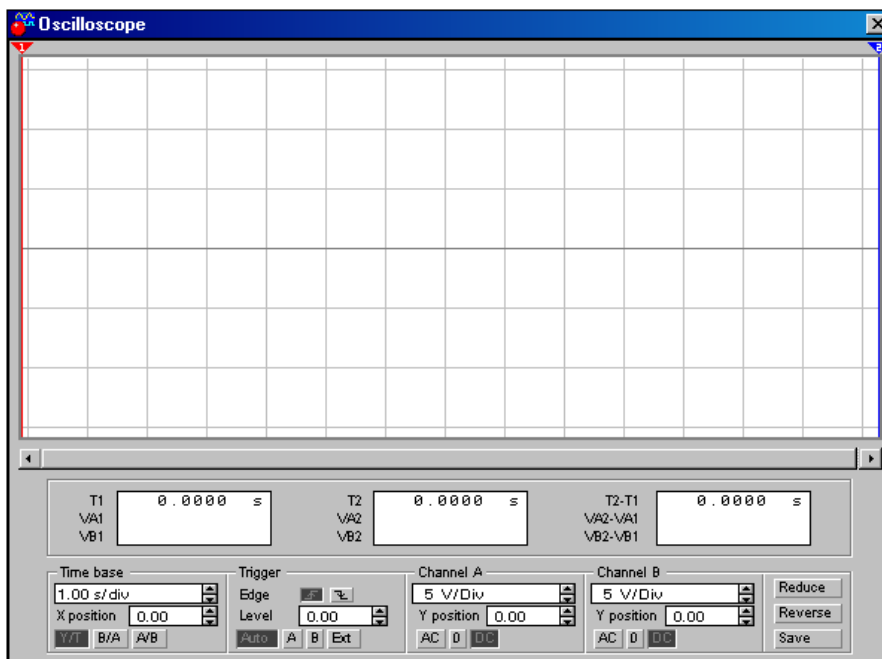 Oscilloscope
1 2
T1 0.0000 s T2 0.0000 s T2-T1 0.0000 s
VA1 VA2 VA2-VA1
VB1 VB2 VB2-VB1
Time base Trigger Channel A Channel B
1.00 s/div Edge 5 V/Div 5 V/Div Reduce
X position 0.00 Level 0.00 Y position 0.00 Y position 0.00 Reverse
Y/T B/A A/B Auto A B Ext AC 0 DC AC 0 DC Save